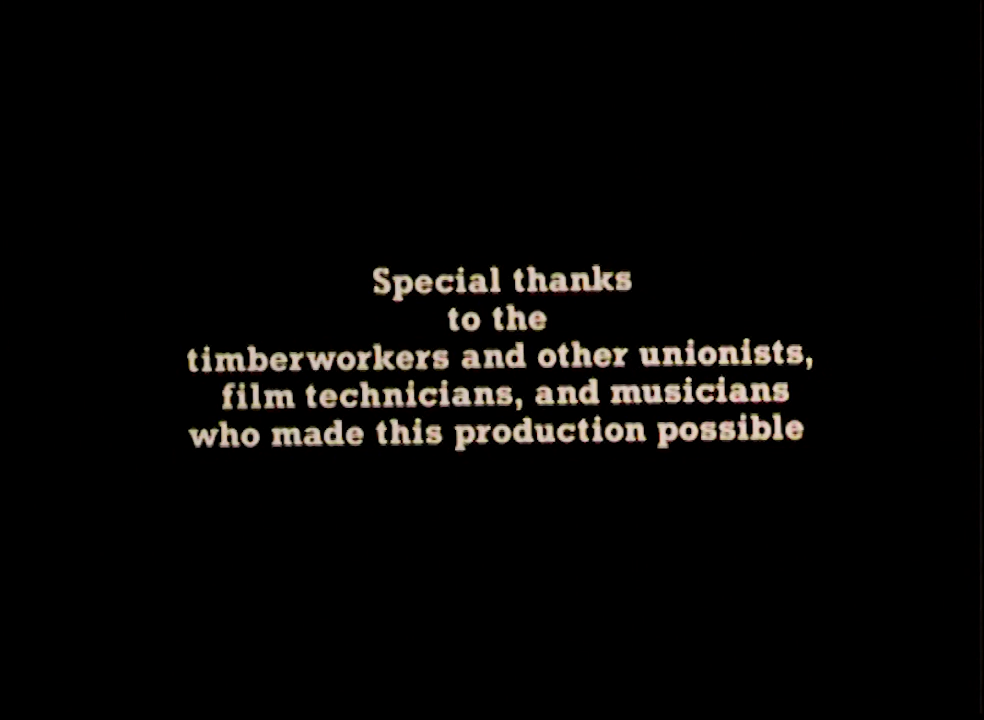 Special thanks
to the
timberworkers and other unionists,
film technicians, and musicians
who made this production possible